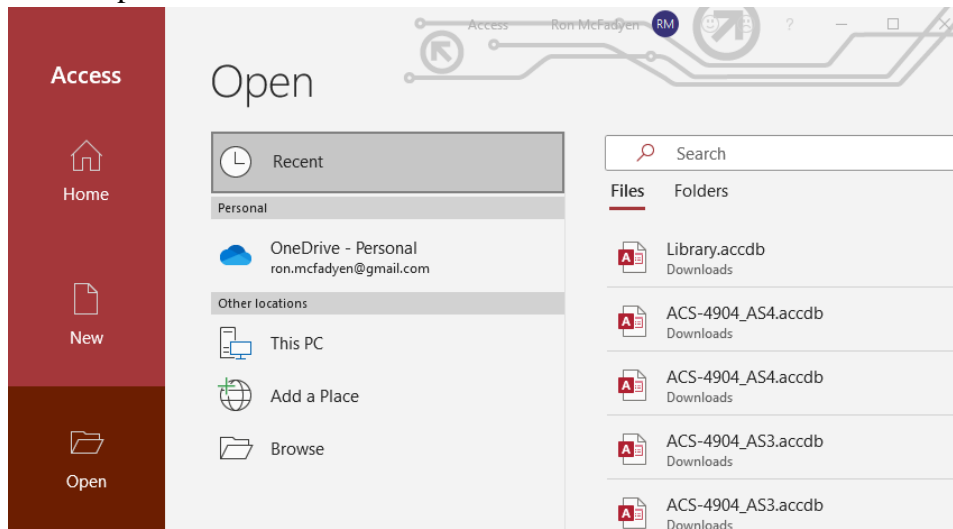 Access
Ron McFadyen
RM
?
Access
Open
Home
New
Open
Recent
Personal
OneDrive - Personal
ron.mcfadyen@gmail.com
Other locations
This PC
Add a Place
Browse
Search
Files Folders
Library.accdb
Downloads
ACS-4904_AS4.accdb
Downloads
ACS-4904_AS4.accdb
Downloads
ACS-4904_AS3.accdb
Downloads
ACS-4904_AS3.accdb
Downloads